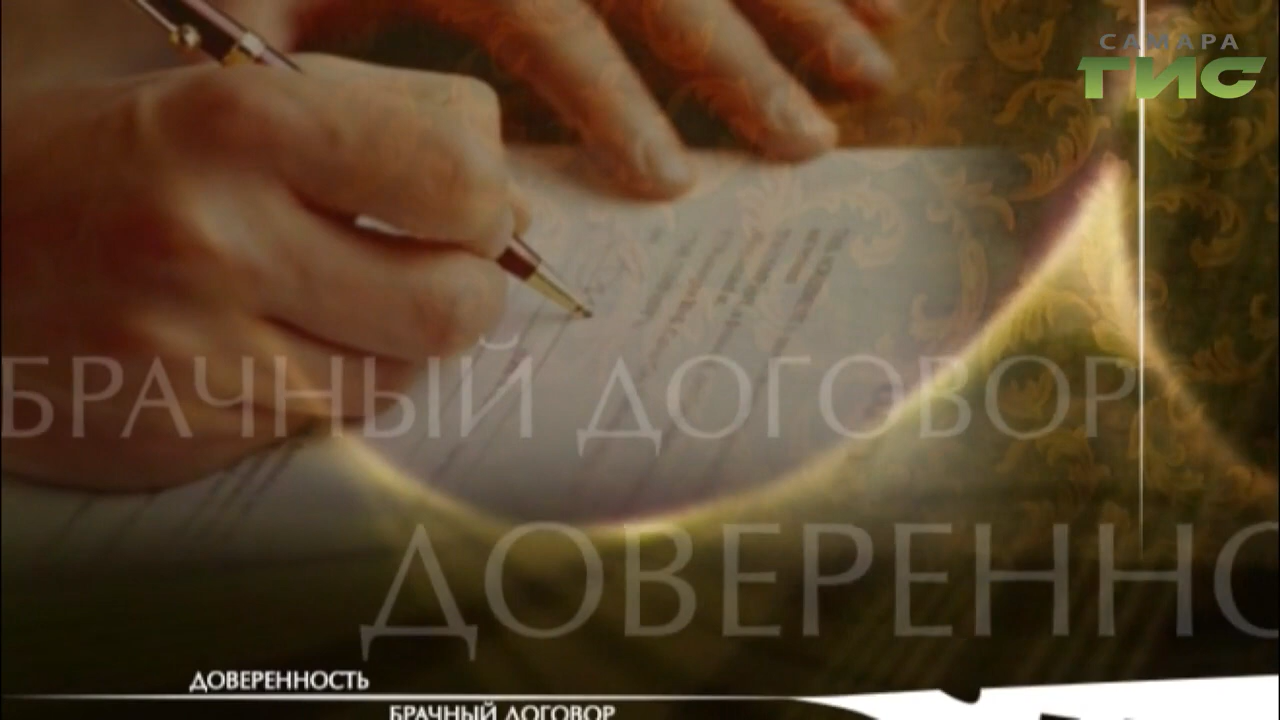 САМАРА
ГИС
БРАЧНЫЙ ДОГОВОР
ДОВЕРЕННО
ДОВЕРЕННОСТЬ
БРАЧНЫЙ ДОГОВОР